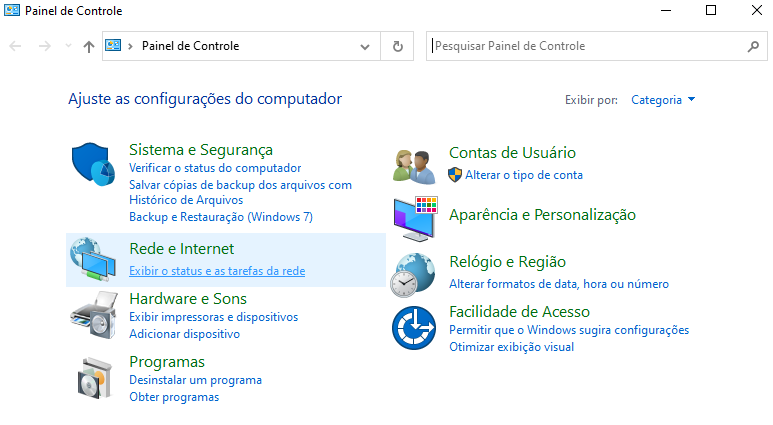 Painel de Controle
Painel de Controle
Pesquisar Painel de Controle
Ajuste as configurações do computador
Exibir por: Categoria
Sistema e Segurança
Verificar o status do computador
Salvar cópias de backup dos arquivos com
Histórico de Arquivos
Backup e Restauração (Windows 7)
Rede e Internet
Exibir o status e as tarefas da rede
Hardware e Sons
Exibir impressoras e dispositivos
Adicionar dispositivo
Programas
Desinstalar um programa
Obter programas
Contas de Usuário
Alterar o tipo de conta
Aparência e Personalização
Relógio e Região
Alterar formatos de data, hora ou número
Facilidade de Acesso
Permitir que o Windows sugira configurações
Otimizar exibição visual